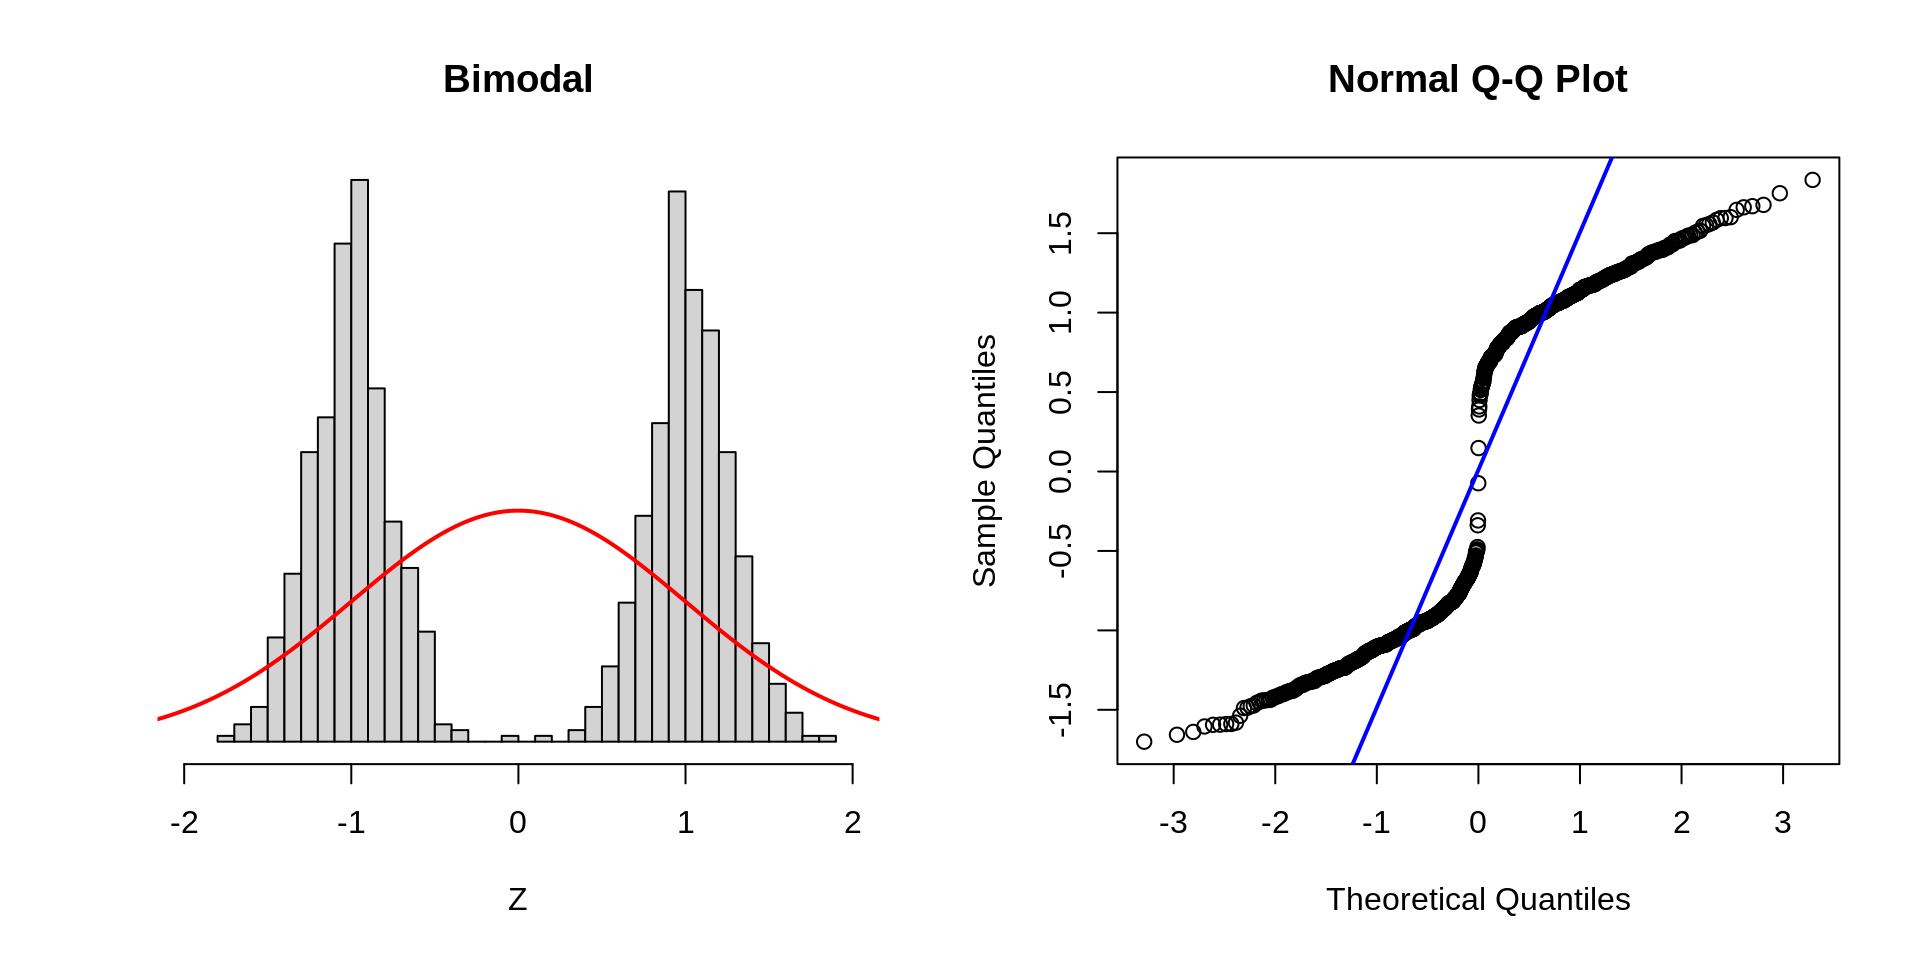 Bimodal
-2 -1 0 1 2
Z
Normal Q-Q Plot
Sample Quantiles
1.5
1.0
0.5
0.0
-0.5
-1.5
-3 -2 -1 0 1 2 3
Theoretical Quantiles